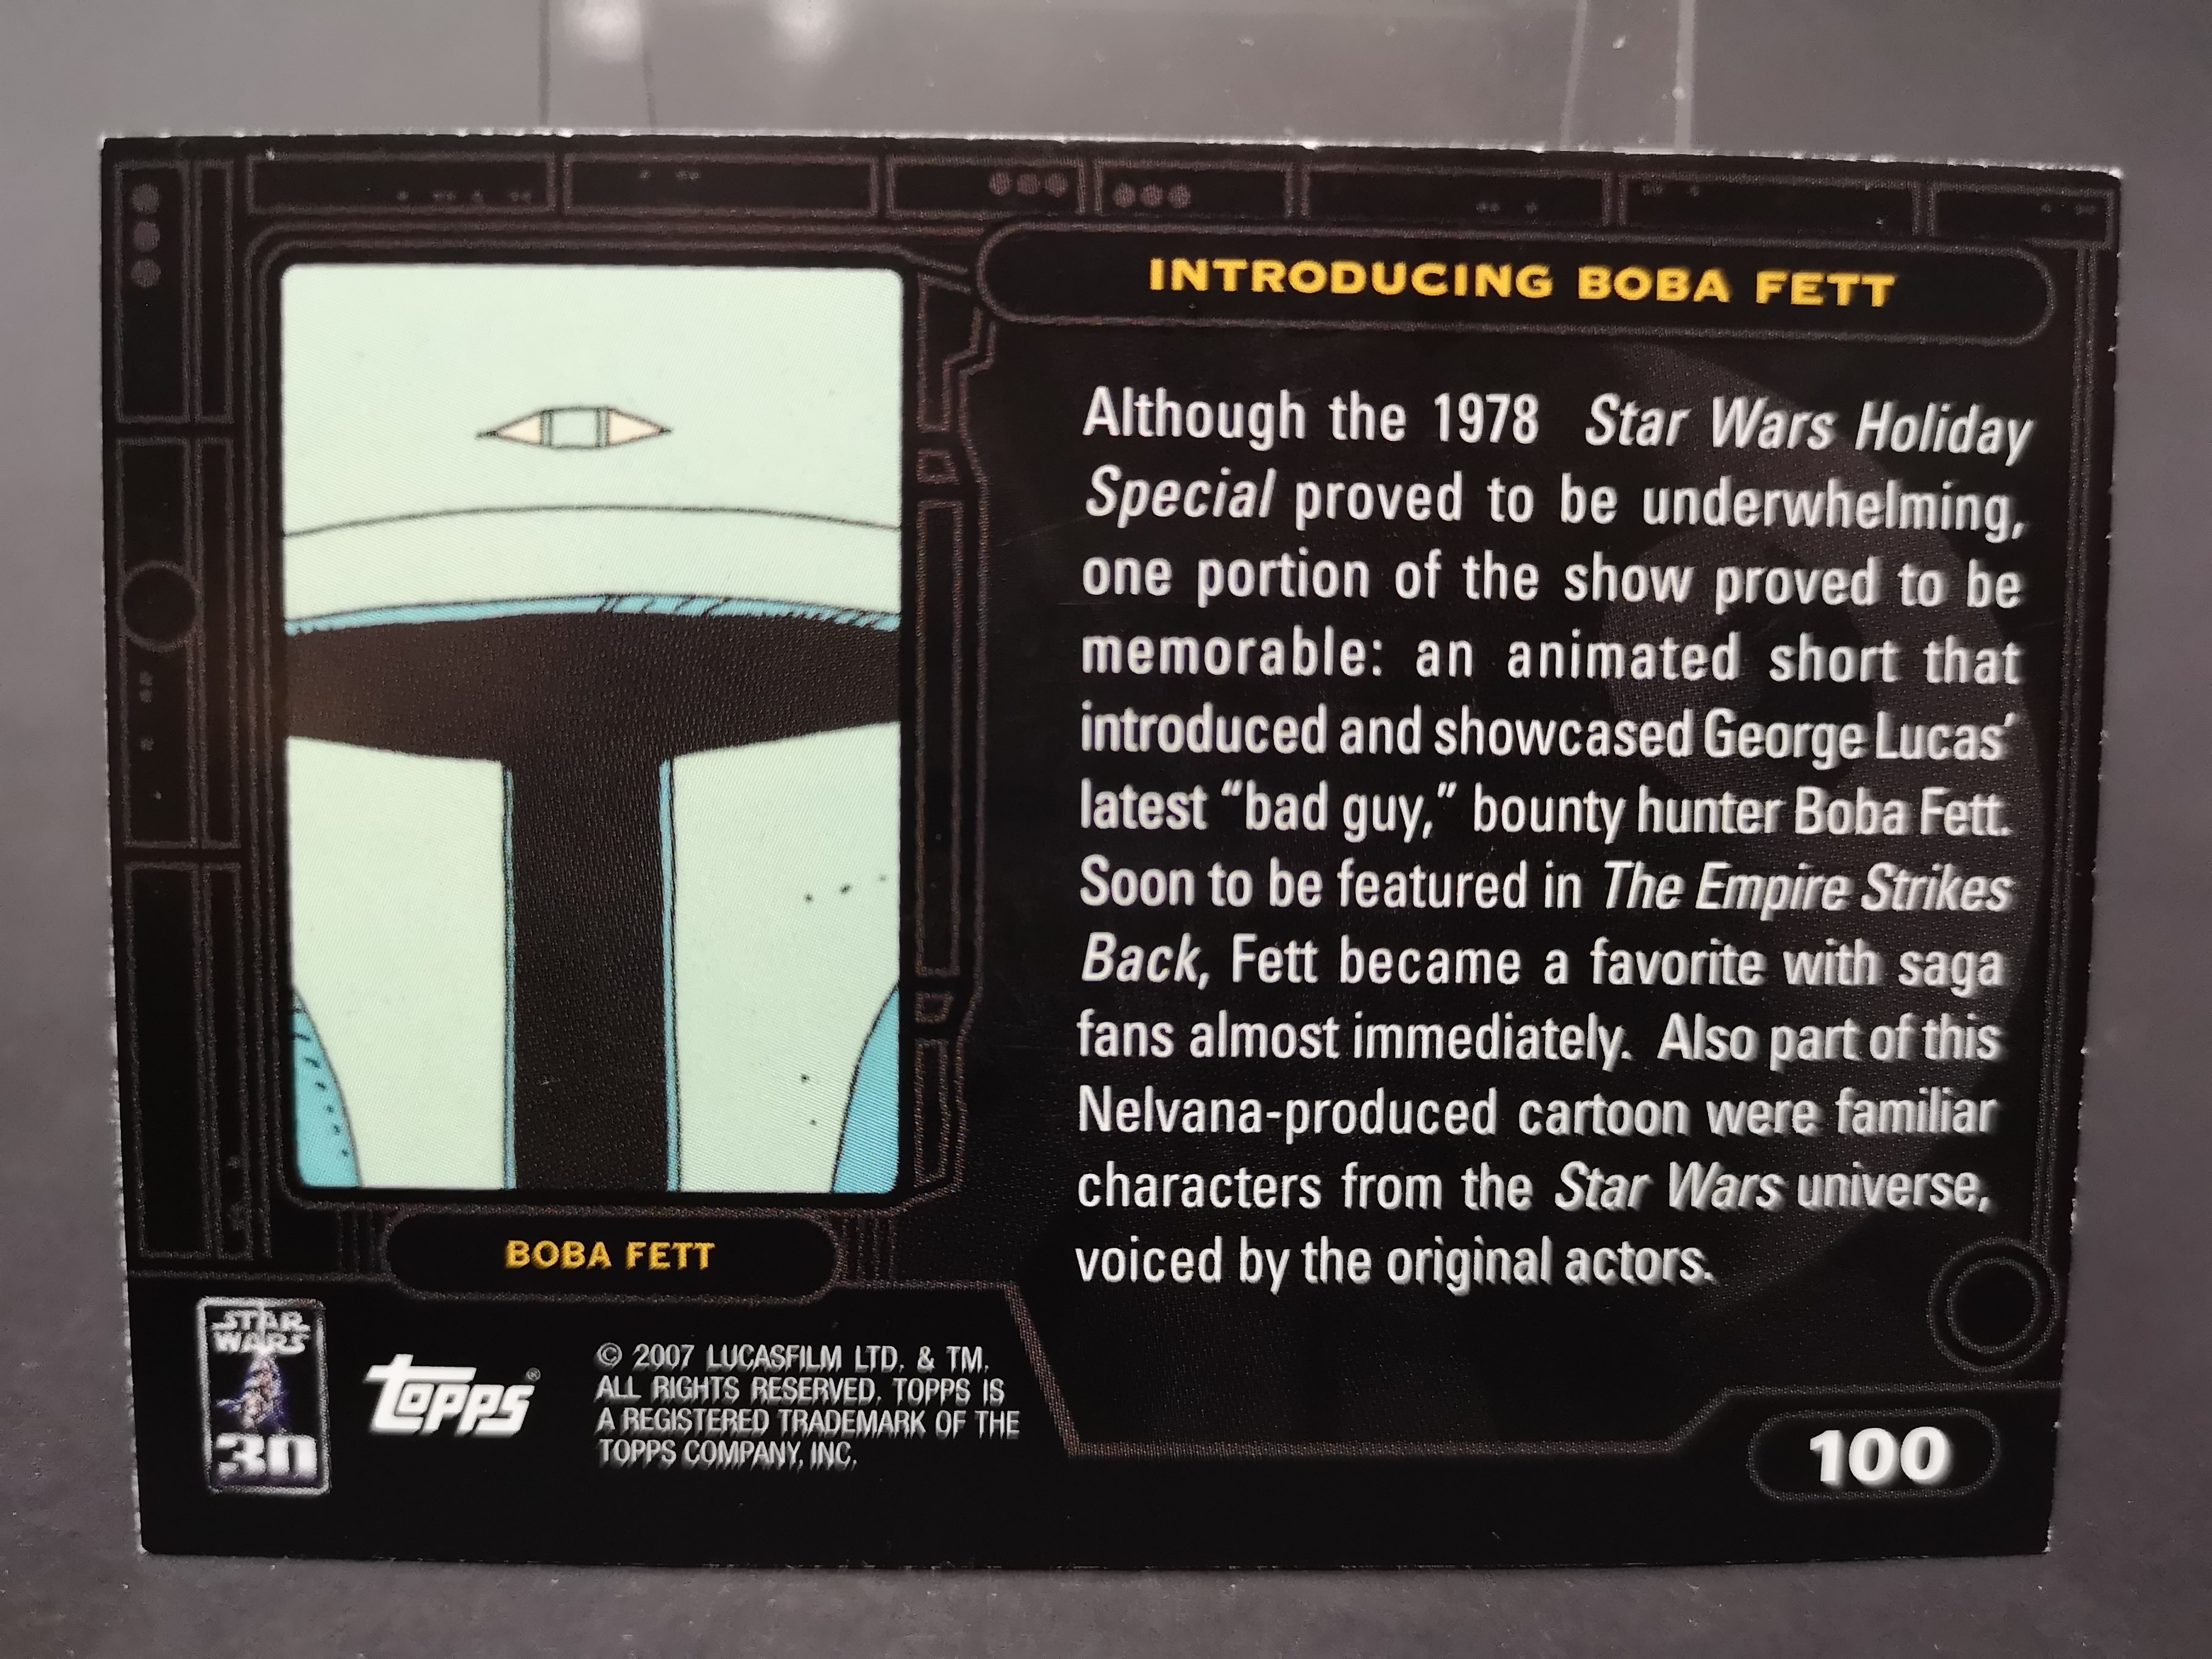 INTRODUCING BOBA FETT
Although the 1978 Star Wars Holiday
Special proved to be underwhelming,
one portion of the show proved to be
memorable: an animated short that
introduced and showcased George Lucas'
latest “bad guy,” bounty hunter Boba Fett.
Soon to be featured in The Empire Strikes
Back, Fett became a favorite with saga
fans almost immediately. Also part of this
Nelvana-produced cartoon were familiar
characters from the Star Wars universe,
voiced by the original actors.
BOBA FETT
STAR
WARS
30
TOPPS®
© 2007 LUCASFILM LTD. & TM.
ALL RIGHTS RESERVED. TOPPS IS
A REGISTERED TRADEMARK OF THE
TOPPS COMPANY, INC.
100